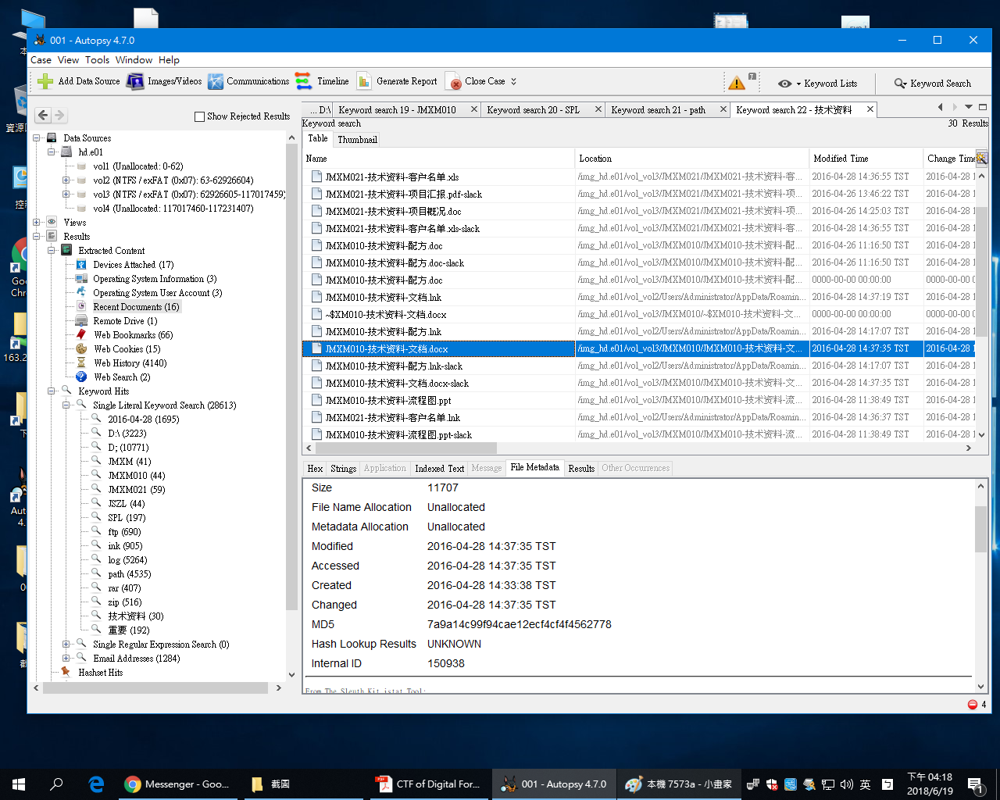 001 - Autopsy 4.7.0
Case View Tools Window Help
Add Data Source Images/Videos Communications Timeline Generate Report Close Case Keyword Lists Keyword Search
Show Rejected Results
Data Sources
hd.e01
vol1 (Unallocated: 0-62)
vol2 (NTFS / exFAT (0x07): 63-62926604)
vol3 (NTFS / exFAT (0x07): 62926605-117017459)
vol4 (Unallocated: 117017460-117231407)
Views
Results
Extracted Content
Devices Attached (17)
Operating System Information (3)
Operating System User Account (3)
Recent Documents (16)
Remote Drive (1)
Web Bookmarks (66)
Web Cookies (15)
Web History (4140)
Web Search (2)
Keyword Hits
Single Literal Keyword Search (28613)
2016-04-28 (1695)
D:\ (3223)
D; (10771)
JMXM (41)
JMXM010 (44)
JMXM021 (59)
JSZL (44)
SPL (197)
ftp (690)
ink (905)
log (5264)
path (4535)
rar (407)
zip (516)
技术资料 (30)
重要 (192)
Single Regular Expression Search (0)
Email Addresses (1284)
Hashset Hits
... D:\ Keyword search 19 - JMXM010 Keyword search 20 - SPL Keyword search 21 - path Keyword search 22 - 技术资料
Keyword search 30 Results
Table Thumbnail
Name Location Modified Time Change Time
JMXM021-技术资料-客户名单.xls /img_hd.e01/vol_vol3/JMXM021/JMXM021-技术资料-客... 2016-04-28 14:36:55 TST 2016-04-28 1
JMXM021-技术资料-项目汇报.pdf-slack /img_hd.e01/vol_vol3/JMXM021/JMXM021-技术资料-项... 2016-04-26 13:46:22 TST 2016-04-28 1
JMXM021-技术资料-项目概况.doc /img_hd.e01/vol_vol3/JMXM021/JMXM021-技术资料-项... 2016-04-26 14:25:03 TST 2016-04-28 1
JMXM021-技术资料-客户名单.xls-slack /img_hd.e01/vol_vol3/JMXM021/JMXM021-技术资料-客... 2016-04-28 14:36:55 TST 2016-04-28 1
JMXM010-技术资料-配方.doc /img_hd.e01/vol_vol3/JMXM010/JMXM010-技术资料-配... 2016-04-26 11:16:50 TST 2016-04-28 1
JMXM010-技术资料-配方.doc-slack /img_hd.e01/vol_vol3/JMXM010/JMXM010-技术资料-配... 2016-04-26 11:16:50 TST 2016-04-28 1
JMXM010-技术资料-配方.doc /img_hd.e01/vol_vol3/JMXM010/JMXM010-技术资料-配... 0000-00-00 00:00:00 0000-00-00 0
JMXM010-技术资料-文档.lnk /img_hd.e01/vol_vol2/Users/Administrator/AppData/Roamin... 2016-04-28 14:37:19 TST 2016-04-28 1
~$XM010-技术资料-文档.docx /img_hd.e01/vol_vol3/JMXM010/~$XM010-技术资料-文... 0000-00-00 00:00:00 0000-00-00 0
JMXM010-技术资料-配方.lnk /img_hd.e01/vol_vol2/Users/Administrator/AppData/Roamin... 2016-04-28 14:17:07 TST 2016-04-28 1
JMXM010-技术资料-文档.docx /img_hd.e01/vol_vol3/JMXM010/JMXM010-技术资料-文... 2016-04-28 14:37:35 TST 2016-04-28 1
JMXM010-技术资料-配方.lnk-slack /img_hd.e01/vol_vol2/Users/Administrator/AppData/Roamin... 2016-04-28 14:17:07 TST 2016-04-28 1
JMXM010-技术资料-文档.docx-slack /img_hd.e01/vol_vol3/JMXM010/JMXM010-技术资料-文... 2016-04-28 14:37:35 TST 2016-04-28 1
JMXM010-技术资料-流程图.ppt /img_hd.e01/vol_vol3/JMXM010/JMXM010-技术资料-流... 2016-04-28 11:38:49 TST 2016-04-28 1
JMXM021-技术资料-客户名单.lnk /img_hd.e01/vol_vol2/Users/Administrator/AppData/Roamin... 2016-04-28 14:36:55 TST 2016-04-28 1
JMXM010-技术资料-流程图.ppt-slack /img_hd.e01/vol_vol3/JMXM010/JMXM010-技术资料-流... 2016-04-28 11:38:49 TST 2016-04-28 1
Hex Strings Application Indexed Text Message File Metadata Results Other Occurrences
Size 11707
File Name Allocation Unallocated
Metadata Allocation Unallocated
Modified 2016-04-28 14:37:35 TST
Accessed 2016-04-28 14:37:35 TST
Created 2016-04-28 14:33:38 TST
Changed 2016-04-28 14:37:35 TST
MD5 7a9a14c99f94cae12ecf4cf4f4562778
Hash Lookup Results UNKNOWN
Internal ID 150938
From The Sleuth Kit istat Tool:
4
Messenger - Goo... 截圖 CTF of Digital For... 001 - Autopsy 4.7.0 本機 7573a - 小畫家 英
下午 04:18
2018/6/19
1